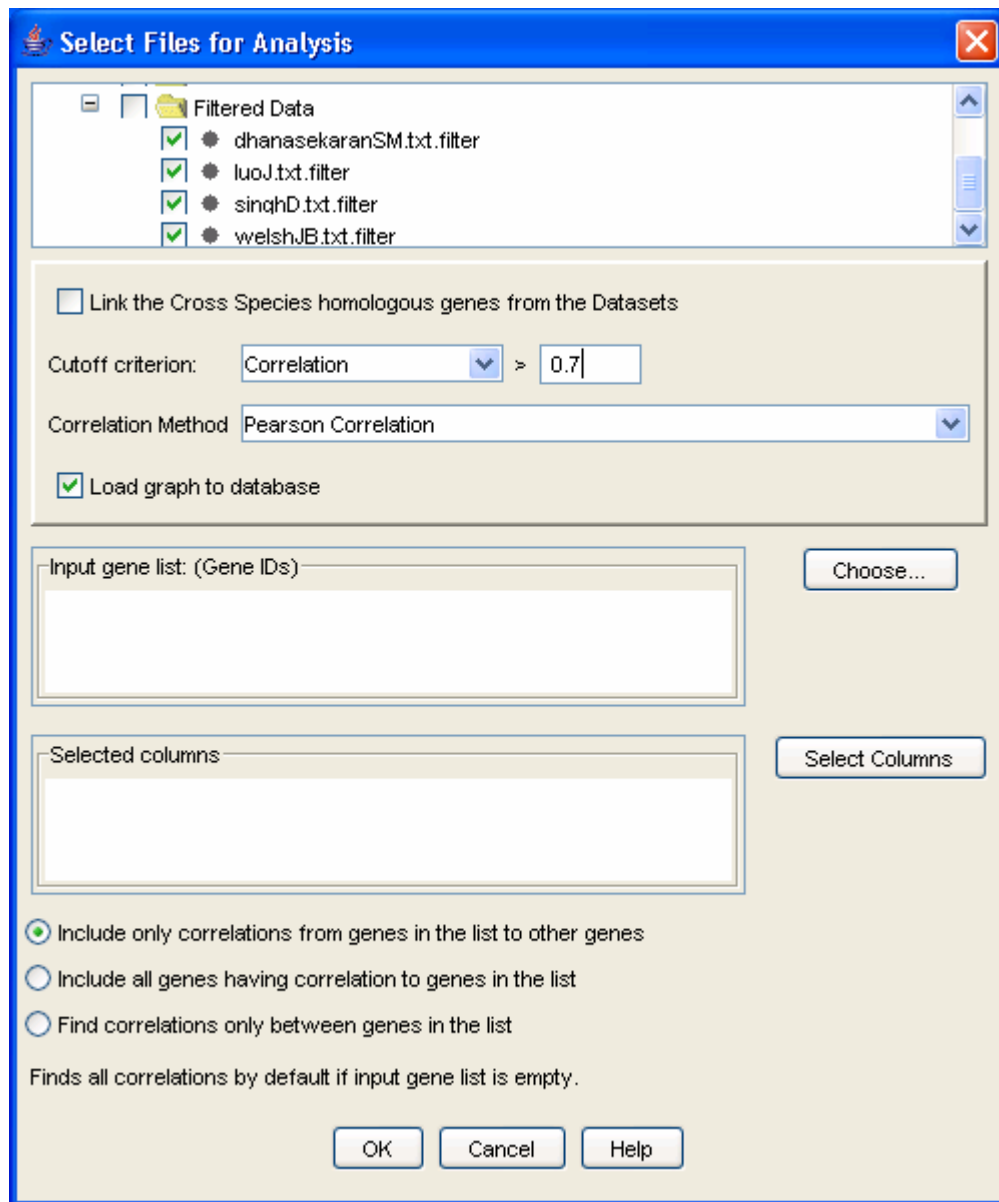 Select Files for Analysis
Filtered Data
dhanasekaranSM.txt.filter
luoJ.txt.filter
singhD.txt.filter
welshJB.txt.filter
Link the Cross Species homologous genes from the Datasets
Cutoff criterion: Correlation > 0.7
Correlation Method Pearson Correlation
Load graph to database
Input gene list: (Gene IDs) Choose...
Selected columns Select Columns
Include only correlations from genes in the list to other genes
Include all genes having correlation to genes in the list
Find correlations only between genes in the list
Finds all correlations by default if input gene list is empty.
OK Cancel Help